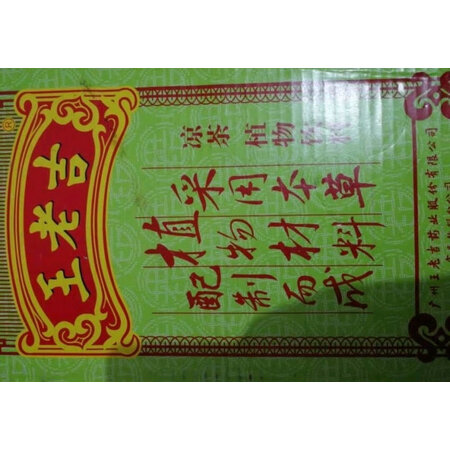 王老吉
凉茶 植物饮料
采用本草
植物材料
配制而成
广州王老吉药业股份有限公司